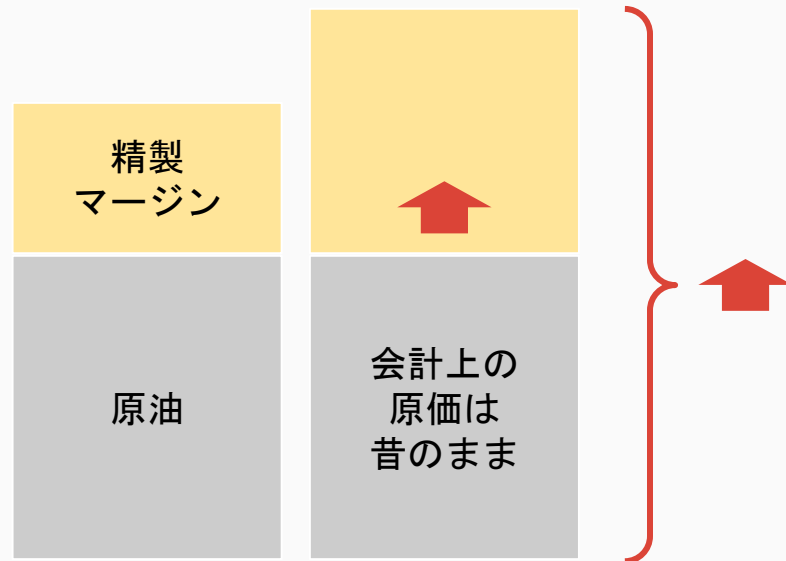 精製
マージン
原油
会計上の
原価は
昔のまま